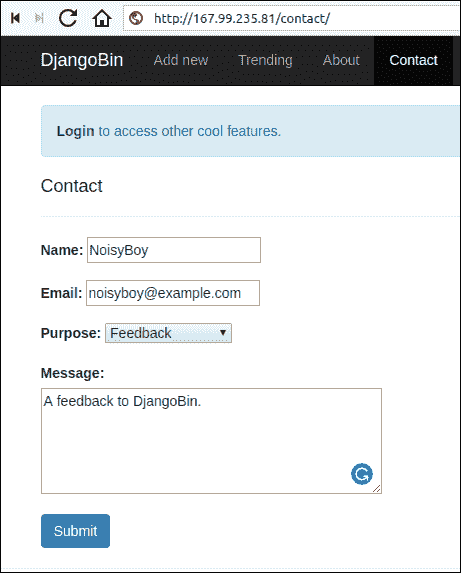 http://167.99.235.81/contact/
DjangoBin Add new Trending About Contact
Login to access other cool features.
Contact
Name: NoisyBoy
Email: noisyboy@example.com
Purpose: Feedback
Message:
A feedback to DjangoBin.
Submit